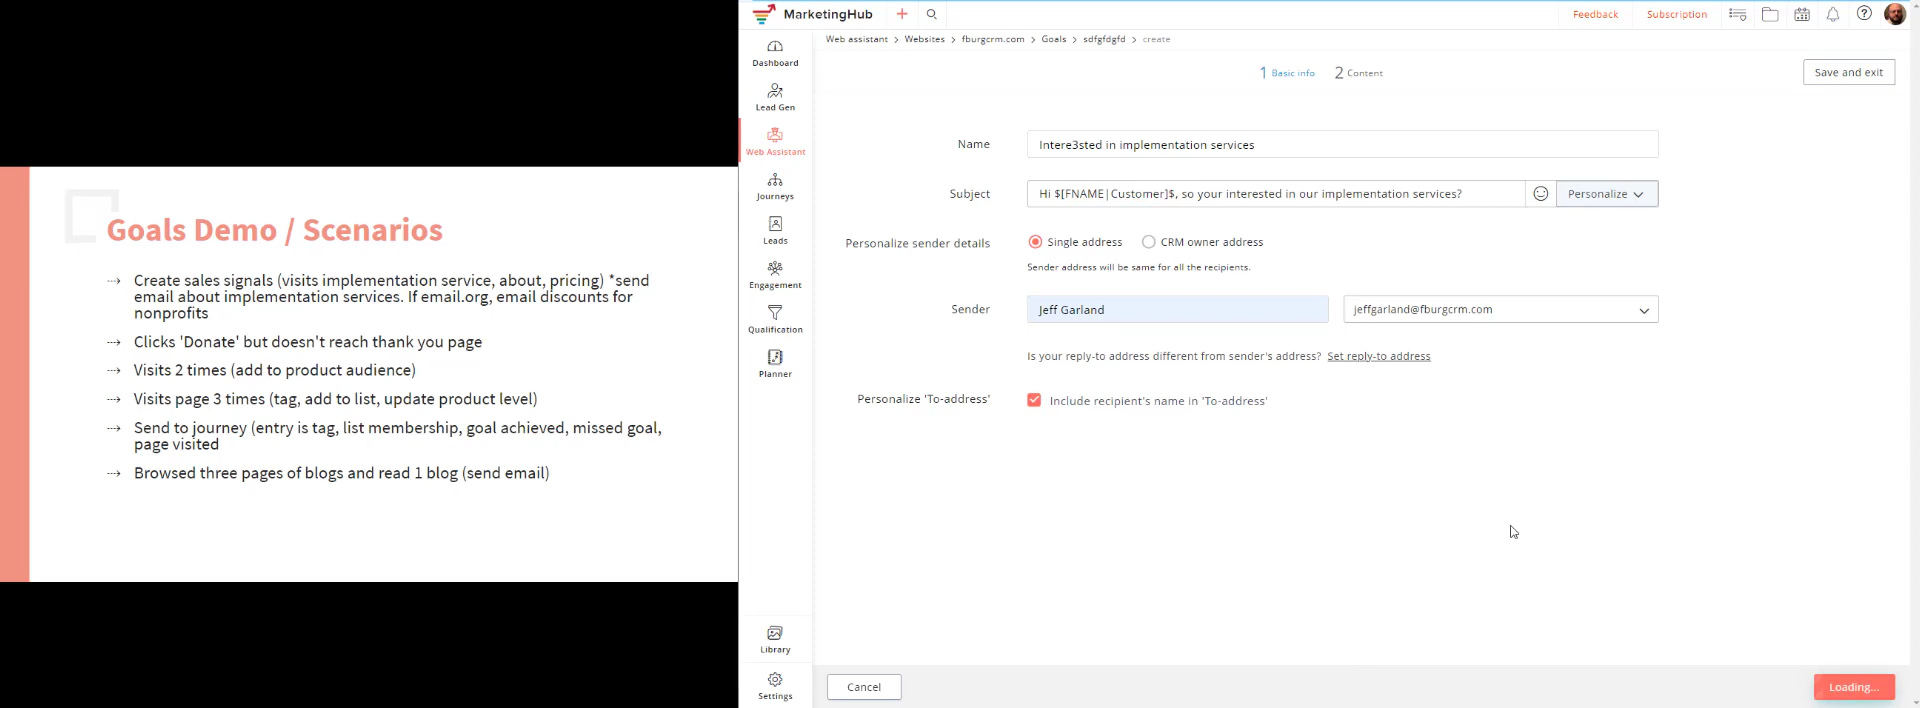 Goals Demo / Scenarios
Create sales signals (visits implementation service, about, pricing) *send
email about implementation services. If email.org, email discounts for
nonprofits
Clicks 'Donate' but doesn't reach thank you page
Visits 2 times (add to product audience)
Visits page 3 times (tag, add to list, update product level)
Send to journey (entry is tag, list membership, goal achieved, missed goal,
page visited
Browsed three pages of blogs and read 1 blog (send email)
MarketingHub
Feedback
Subscription
Dashboard
Lead Gen
Web Assistant
Journeys
Leads
Engagement
Qualification
Planner
Library
Settings
Web assistant > Websites > fburgcrm.com > Goals > sdfgfdgfd > create
1 Basic info 2 Content
Save and exit
Name
Intere3sted in implementation services
Subject
Hi $[FNAME|Customer]$, so your interested in our implementation services?
Personalize
Personalize sender details
Single address
CRM owner address
Sender address will be same for all the recipients.
Sender
Jeff Garland
jeffgarland@fburgcrm.com
Is your reply-to address different from sender's address? Set reply-to address
Personalize 'To-address'
Include recipient's name in 'To-address'
Cancel
Loading...